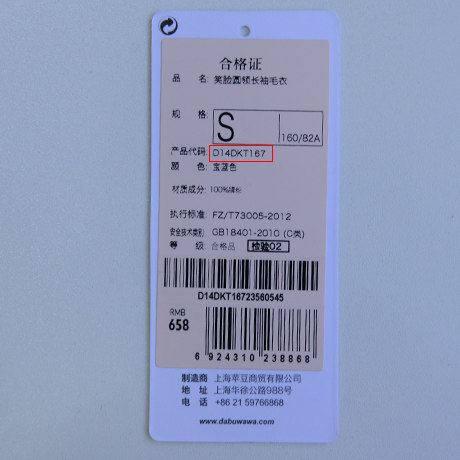 合格证
品 名: 笑脸圆领长袖毛衣
规 格:
S 160/82A
产品代码: D14DKT167
颜 色: 宝蓝色
材质成分: 100%腈纶
执行标准: FZ/T73005-2012
安全技术类别: GB18401-2010 (C类)
等 级: 合格品 检验02
D14DKT16723560545
RMB
658
6 924310 238868
制造商 上海苹豆商贸有限公司
地 址 上海华徐公路988号
电 话 +86 21 59766868
www.dabuwawa.com